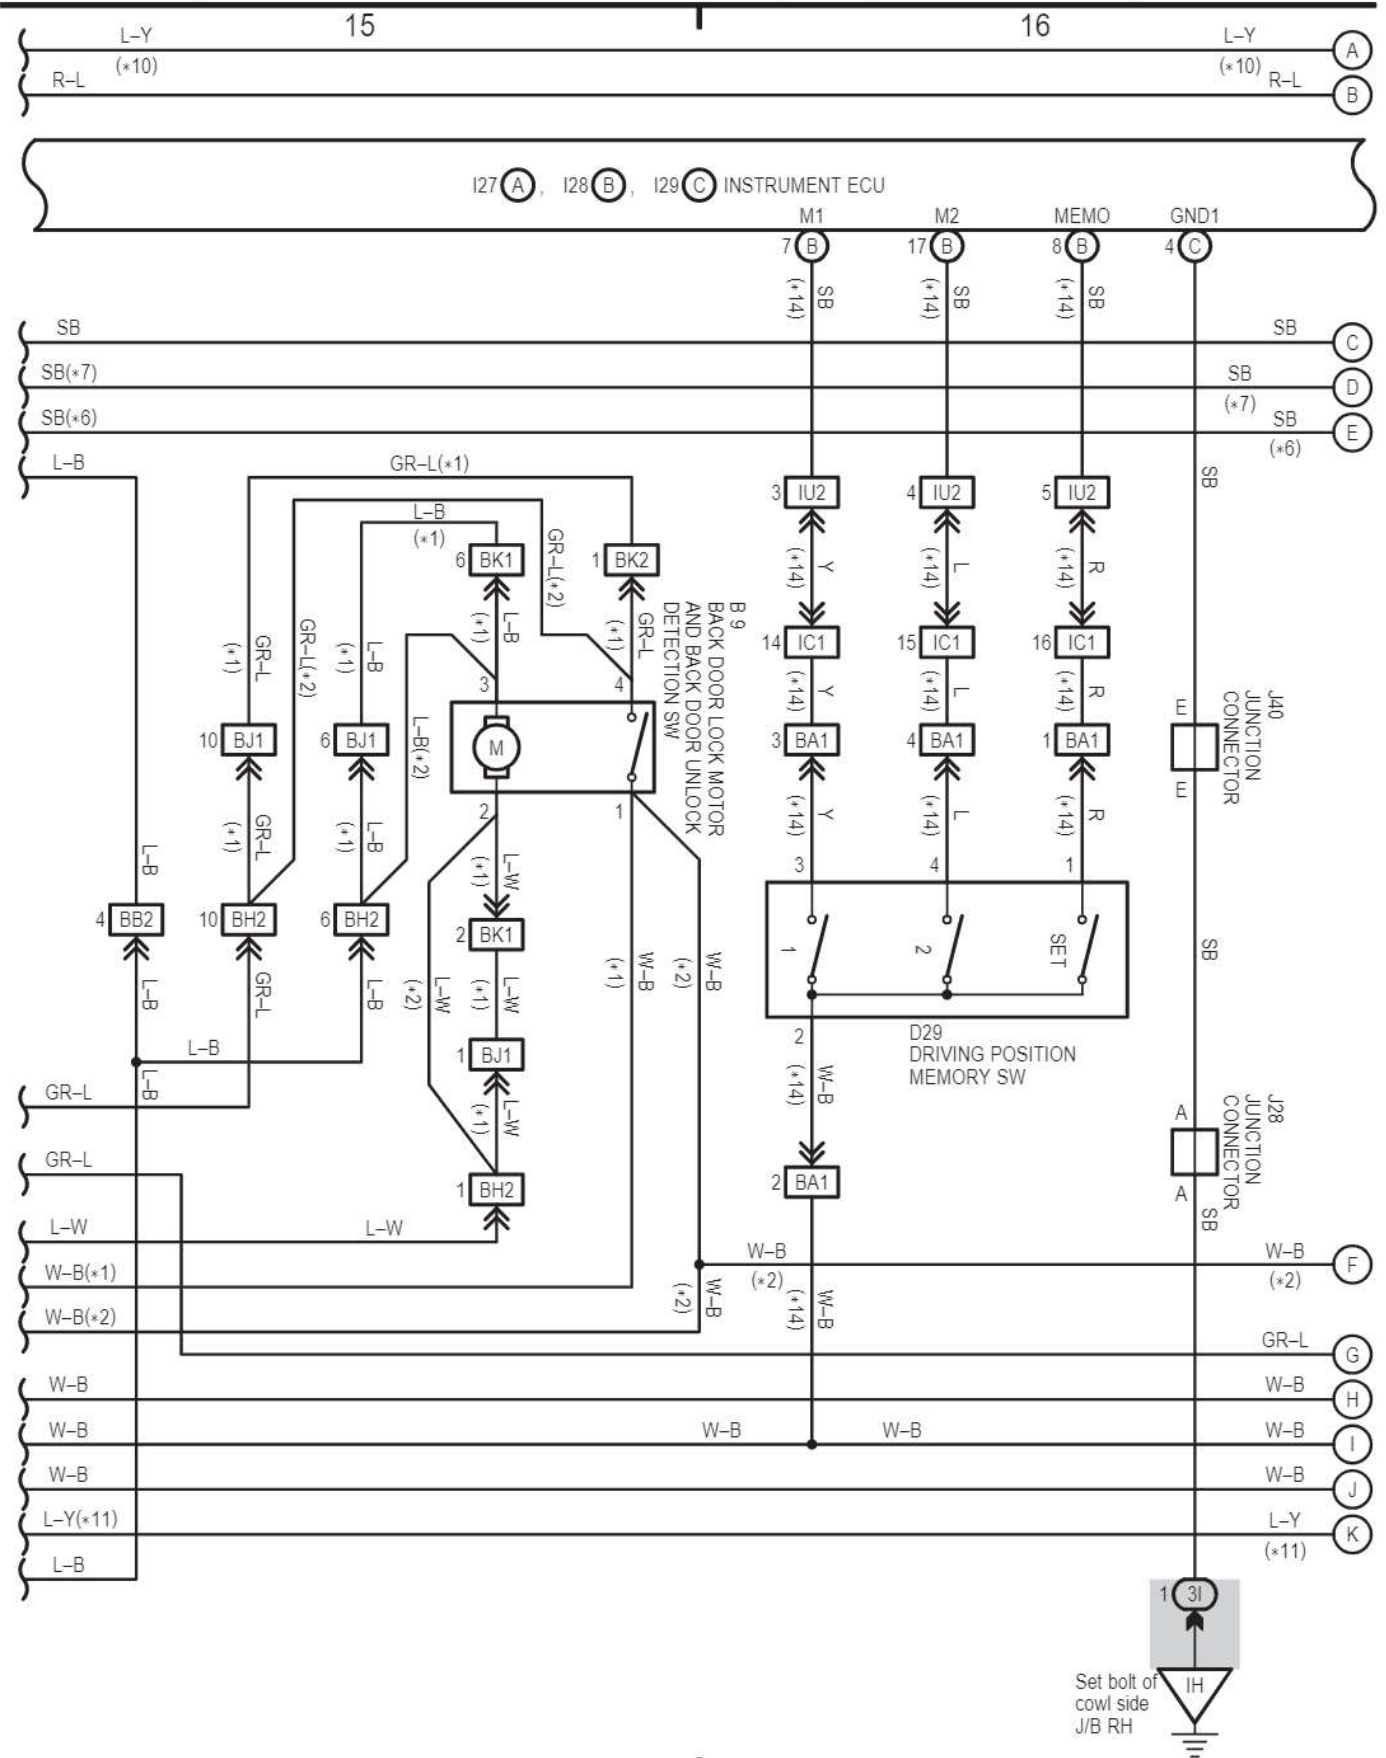 15
16
L–Y
L–Y
(*10)
(*10)
A
R–L
R–L
B
I27 A , I28 B , I29 C INSTRUMENT ECU
M1
M2
MEMO
GND1
7 B
17 B
8 B
4 C
SB
(*14)
SB
(*14)
SB
(*14)
SB
SB
C
SB(*7)
SB
(*7)
D
SB(*6)
SB
(*6)
E
L–B
GR–L(*1)
L–B
(*1)
GR–L(*2)
SB
3 IU2
4 IU2
5 IU2
6 BK1
1 BK2
Y
(*14)
L
(*14)
R
(*14)
B 9
BACK DOOR LOCK MOTOR
AND BACK DOOR UNLOCK
DETECTION SW
L–B
(*1)
GR–L
(*1)
GR–L
(*1)
GR–L(*2)
L–B
(*1)
14 IC1
15 IC1
16 IC1
3
4
Y
(*14)
L
(*14)
R
(*14)
L–B(*2)
10 BJ1
6 BJ1
M
3 BA1
4 BA1
1 BA1
E
E
J40
JUNCTION
CONNECTOR
2
1
GR–L
(*1)
L–B
(*1)
Y
(*14)
L
(*14)
R
(*14)
L–B
L–W
(*1)
3
4
1
4 BB2
10 BH2
6 BH2
2 BK1
1
2
SET
SB
L–B
GR–L
L–B
L–W
(*2)
L–W
(*1)
W–B
(*1)
W–B
(*2)
2
D29
DRIVING POSITION
MEMORY SW
L–B
1 BJ1
L–B
W–B
(*14)
GR–L
L–W
(*1)
A
A
J28
JUNCTION
CONNECTOR
GR–L
1 BH2
2 BA1
SB
L–W
L–W
W–B
(*2)
W–B
(*2)
F
W–B(*1)
W–B
(*2)
W–B
(*14)
W–B(*2)
GR–L
G
W–B
W–B
H
W–B
W–B
W–B
W–B
I
W–B
W–B
J
L–Y(*11)
L–Y
(*11)
K
L–B
1 3I
Set bolt of
cowl side
J/B RH
IH